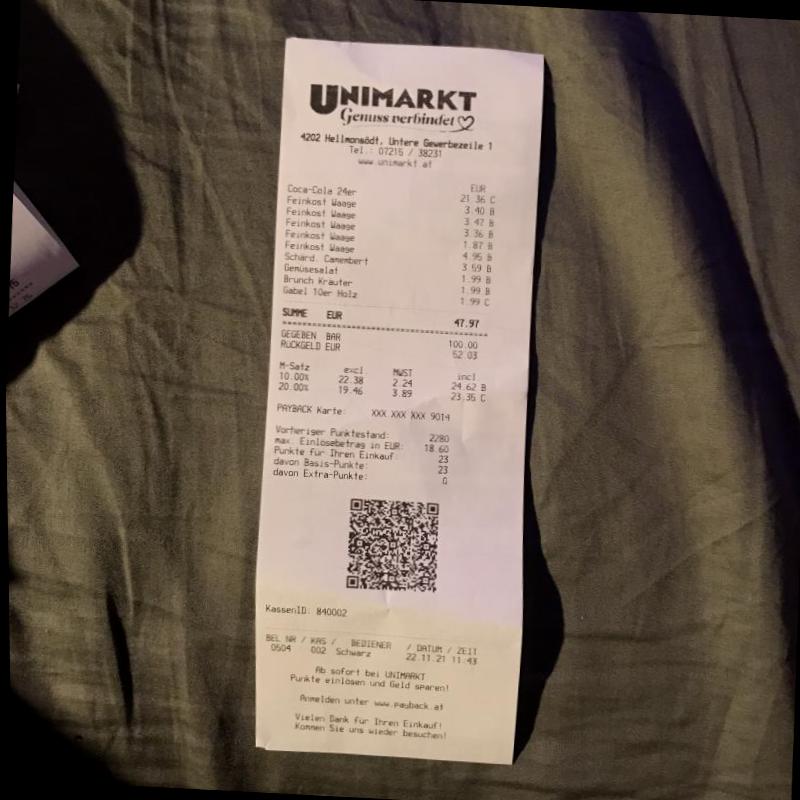 UNIMARKT
Genuss verbindet
4202 Hellmonsödt, Untere Gewerbezeile 1
Tel.: 07215 / 38231
www.unimarkt.at
EUR
Coca-Cola 24er 21.36 C
Feinkost Waage 3.40 B
Feinkost Waage 3.47 B
Feinkost Waage 3.36 B
Feinkost Waage 1.87 B
Feinkost Waage 4.95 B
Schärd. Camembert 3.59 B
Gemüsesalat 1.99 B
Brunch Kräuter 1.99 B
Gabel 10er Holz 1.99 C
SUMME EUR 47.97
GEGEBEN BAR 100.00
RÜCKGELD EUR 52.03
M-Satz excl. MWST incl.
10.00% 22.38 2.24 24.62 B
20.00% 19.46 3.89 23.35 C
PAYBACK Karte: XXX XXX XXX 9014
Vorheriger Punktestand: 2280
max. Einlösebetrag in EUR: 18.60
Punkte für Ihren Einkauf: 23
davon Basis-Punkte: 23
davon Extra-Punkte: 0
KassenID: 840002
BEL NR / KAS / BEDIENER / DATUM / ZEIT
0504 002 Schwarz 22.11.21 11:43
Ab sofort bei UNIMARKT
Punkte einlösen und Geld sparen!
Anmelden unter www.payback.at
Vielen Dank für Ihren Einkauf!
Kommen Sie uns wieder besuchen!